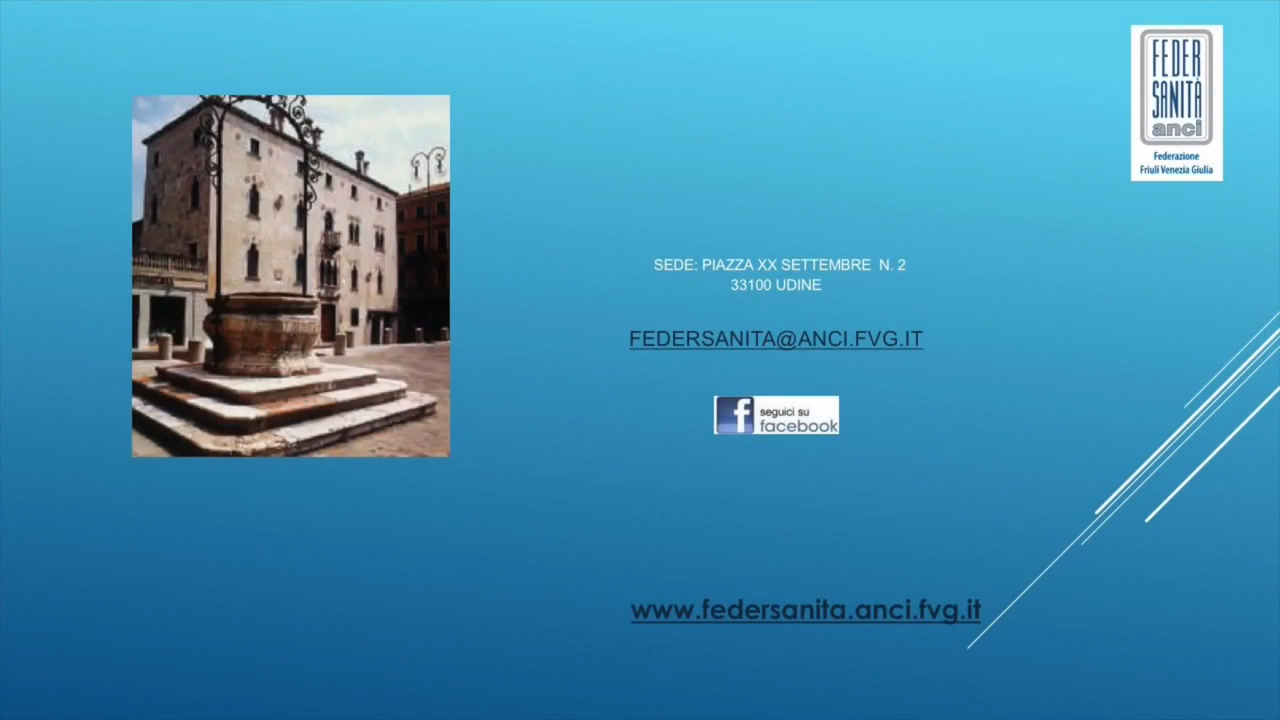 FEDER
SANITÀ
anci
Federazione
Friuli Venezia Giulia
SEDE: PIAZZA XX SETTEMBRE N. 2
33100 UDINE
FEDERSANITA@ANCI.FVG.IT
seguici su
facebook
www.federsanita.anci.fvg.it